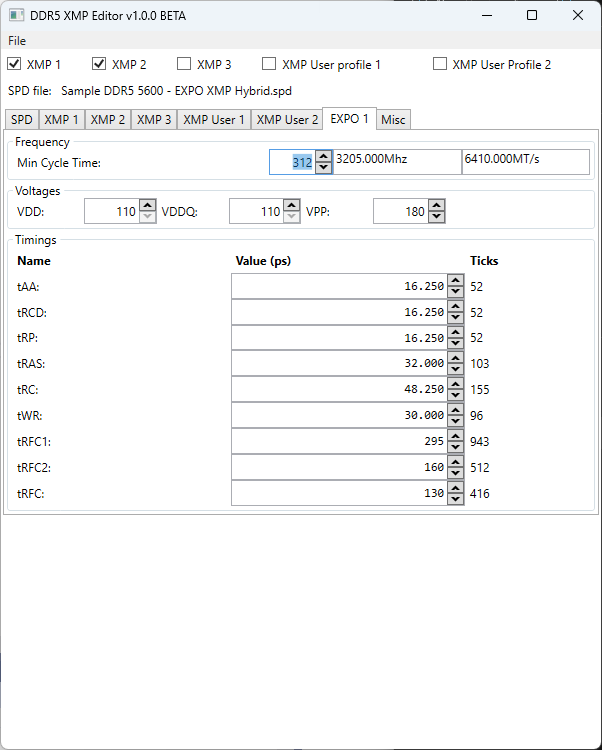 DDR5 XMP Editor v1.0.0 BETA
File
XMP 1 XMP 2 XMP 3 XMP User profile 1 XMP User Profile 2
SPD file: Sample DDR5 5600 - EXPO XMP Hybrid.spd
SPD XMP 1 XMP 2 XMP 3 XMP User 1 XMP User 2 EXPO 1 Misc
Frequency
Min Cycle Time: 312 3205.000Mhz 6410.000MT/s
Voltages
VDD: 110 VDDQ: 110 VPP: 180
Timings
Name Value (ps) Ticks
tAA: 16.250 52
tRCD: 16.250 52
tRP: 16.250 52
tRAS: 32.000 103
tRC: 48.250 155
tWR: 30.000 96
tRFC1: 295 943
tRFC2: 160 512
tRFC: 130 416